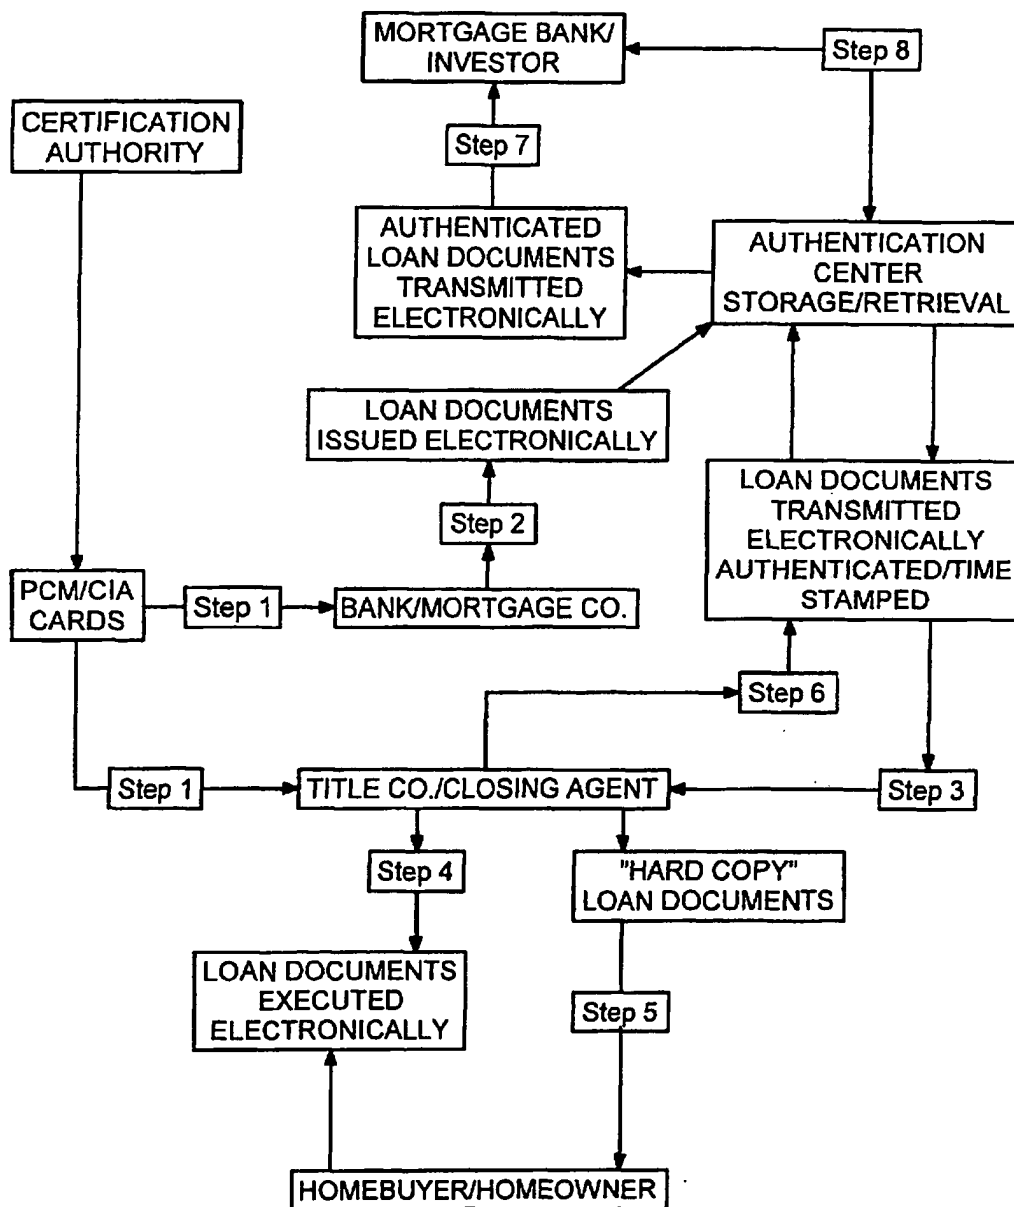 MORTGAGE BANK/
INVESTOR
Step 8
CERTIFICATION
AUTHORITY
Step 7
AUTHENTICATED
LOAN DOCUMENTS
TRANSMITTED
ELECTRONICALLY
AUTHENTICATION
CENTER
STORAGE/RETRIEVAL
LOAN DOCUMENTS
ISSUED ELECTRONICALLY
LOAN DOCUMENTS
TRANSMITTED
ELECTRONICALLY
AUTHENTICATED/TIME
STAMPED
Step 2
PCM/CIA
CARDS
Step 1
BANK/MORTGAGE CO.
Step 6
Step 1
TITLE CO./CLOSING AGENT
Step 3
Step 4
"HARD COPY"
LOAN DOCUMENTS
LOAN DOCUMENTS
EXECUTED
ELECTRONICALLY
Step 5
HOMEBUYER/HOMEOWNER